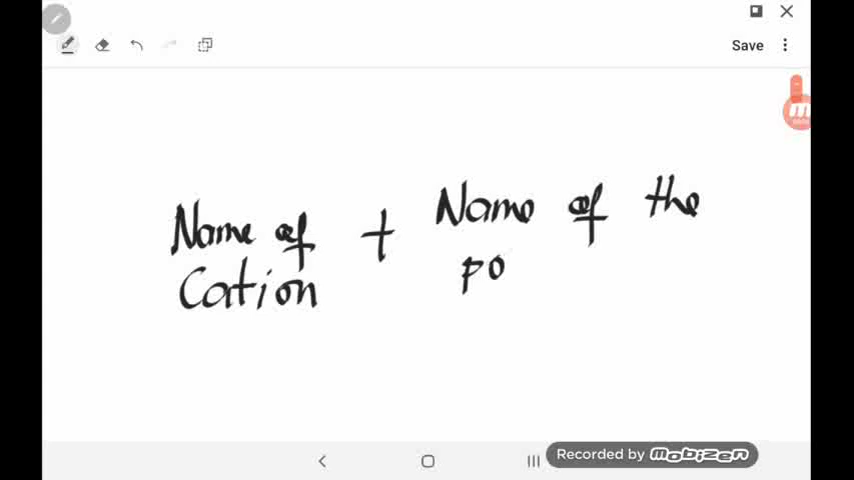 Save
Name of + Name of the
Cation po
Recorded by MOBIZEN